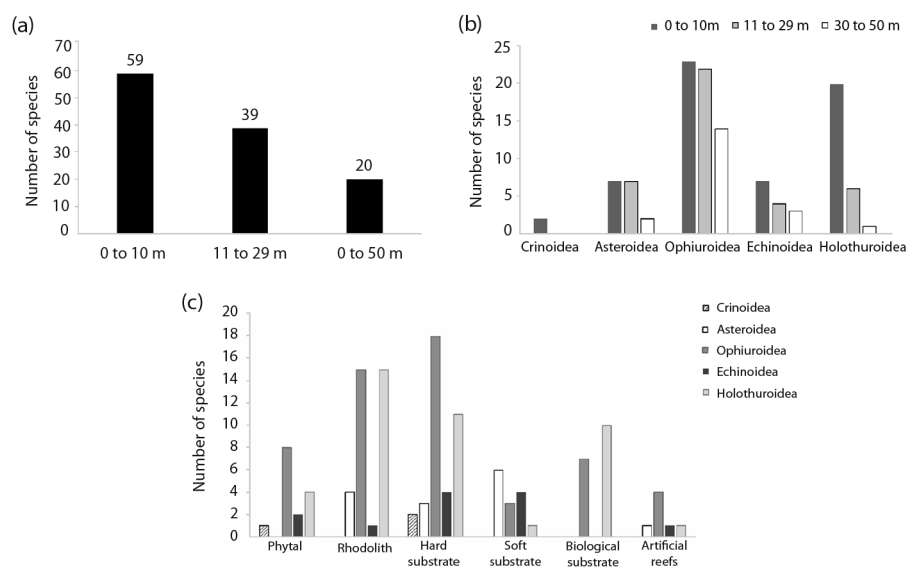 (a)
Number of species
70
60
50
40
30
20
10
0
59
39
20
0 to 10 m
11 to 29 m
0 to 50 m
(b)
0 to 10m
11 to 29 m
30 to 50 m
Number of species
25
20
15
10
5
0
Crinoidea
Asteroidea
Ophiuroidea
Echinoidea
Holothuroidea
(c)
Number of species
20
18
16
14
12
10
8
6
4
2
0
Phytal
Rhodolith
Hard
substrate
Soft
substrate
Biological
substrate
Artificial
reefs
Crinoidea
Asteroidea
Ophiuroidea
Echinoidea
Holothuroidea